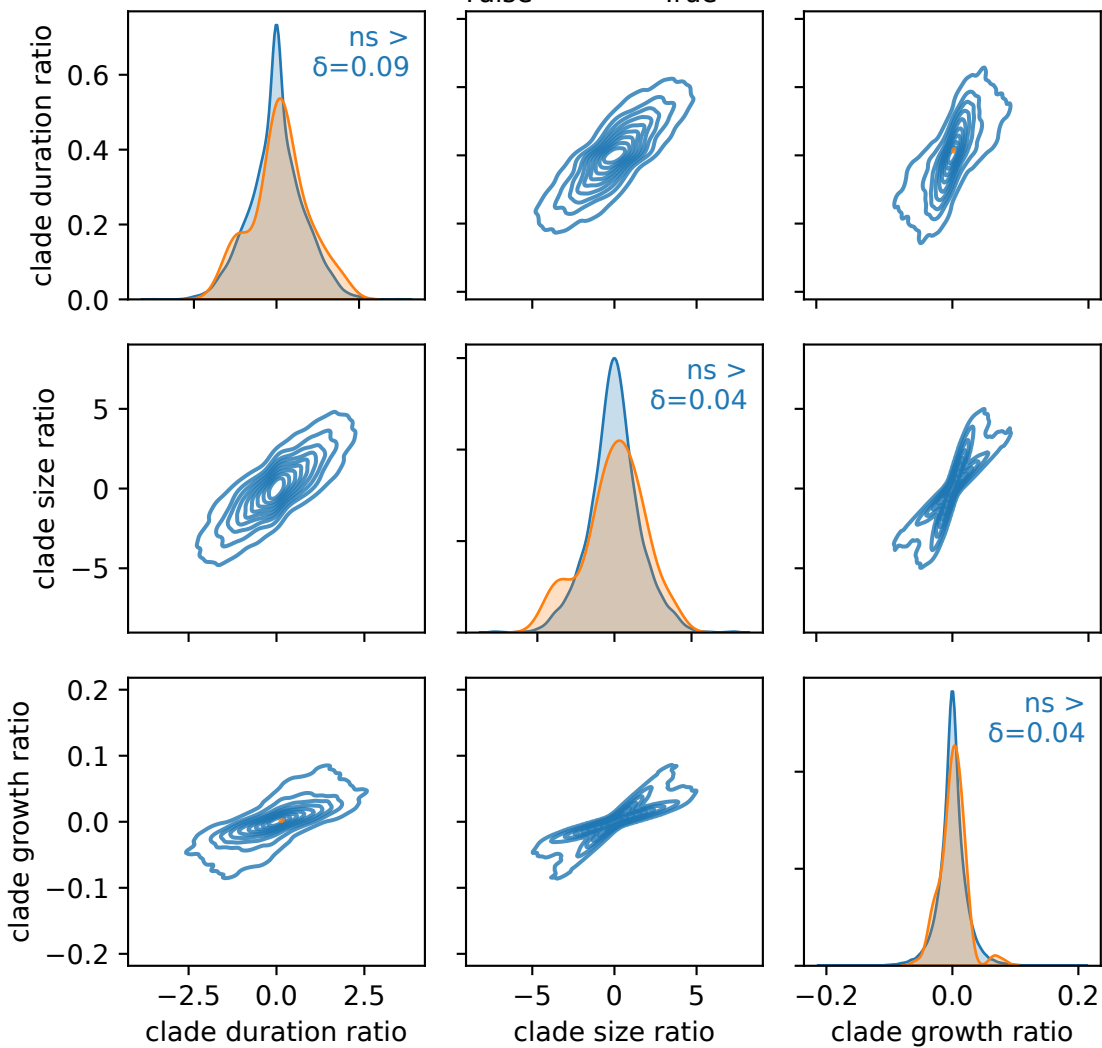 False True
clade duration ratio
0.6
0.4
0.2
0.0
ns >
δ=0.09
clade size ratio
5
0
−5
ns >
δ=0.04
clade growth ratio
0.2
0.1
0.0
−0.1
−0.2
ns >
δ=0.04
−2.5 0.0 2.5
−5 0 5
−0.2 0.0 0.2
clade duration ratio
clade size ratio
clade growth ratio